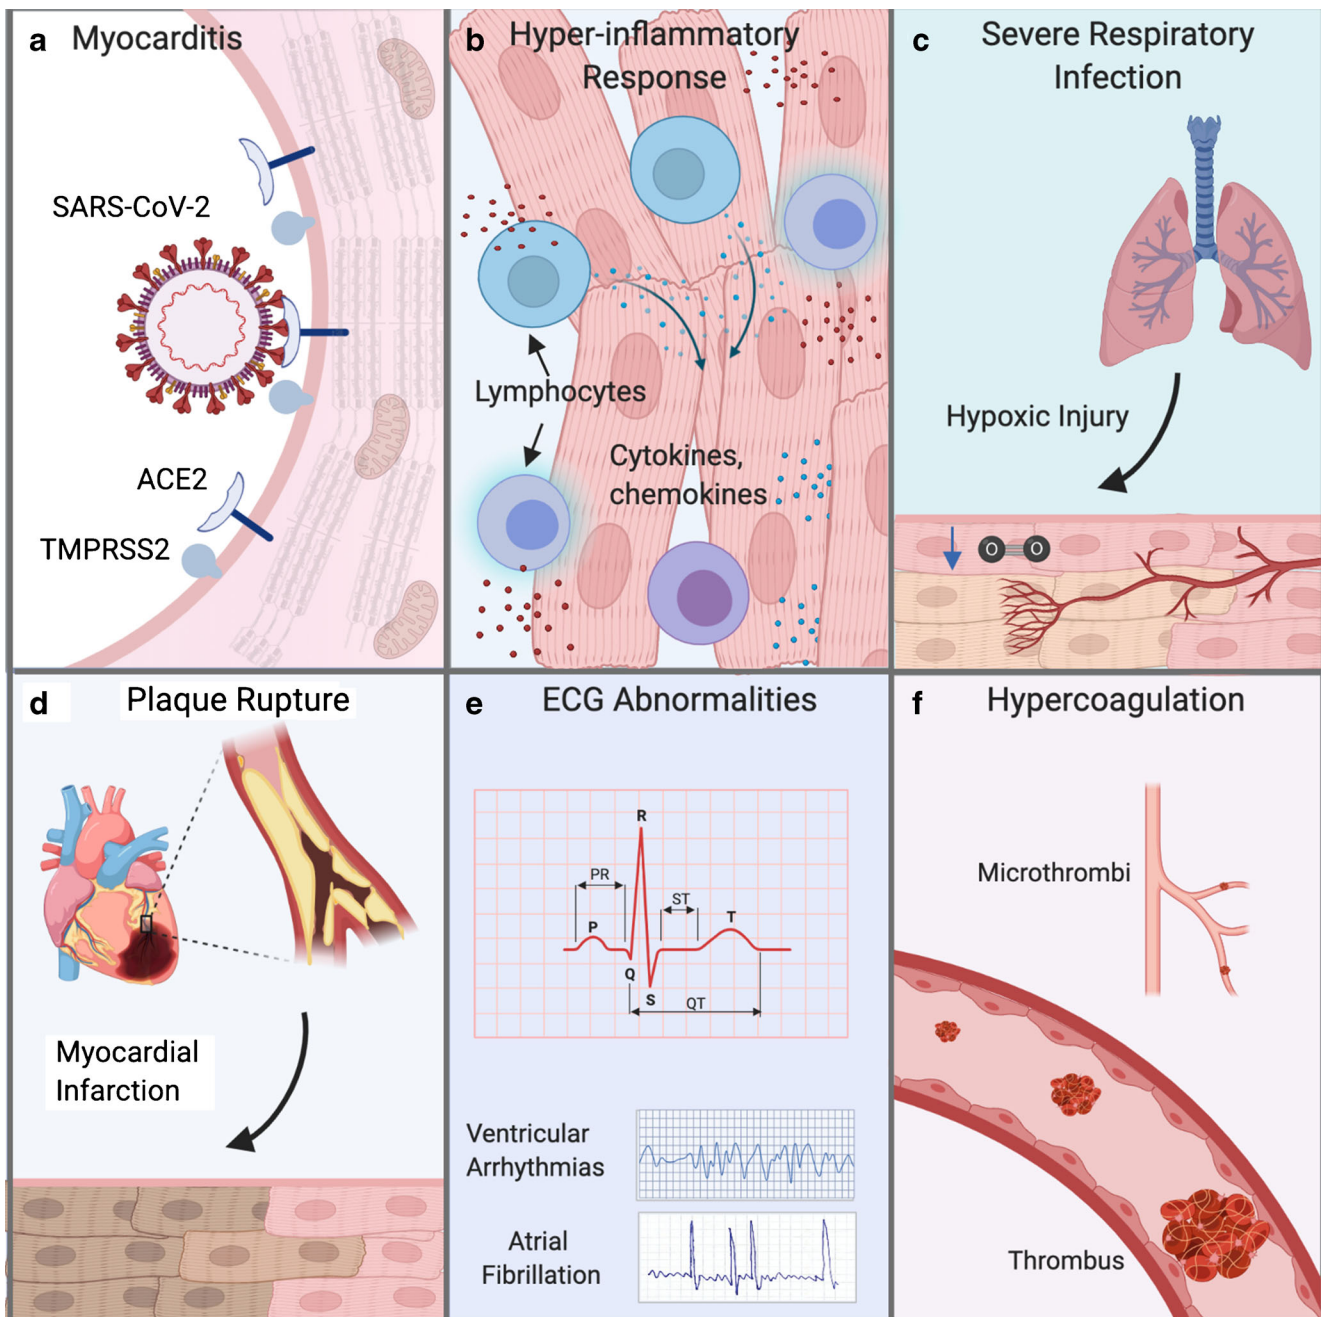 a Myocarditis
SARS-CoV-2
ACE2
TMPRSS2
b Hyper-inflammatory
Response
Lymphocytes
Cytokines,
chemokines
c Severe Respiratory
Infection
Hypoxic Injury
O O
d Plaque Rupture
Myocardial
Infarction
e ECG Abnormalities
R
PR
ST
P
T
Q
S
QT
Ventricular
Arrhythmias
Atrial
Fibrillation
f Hypercoagulation
Microthrombi
Thrombus